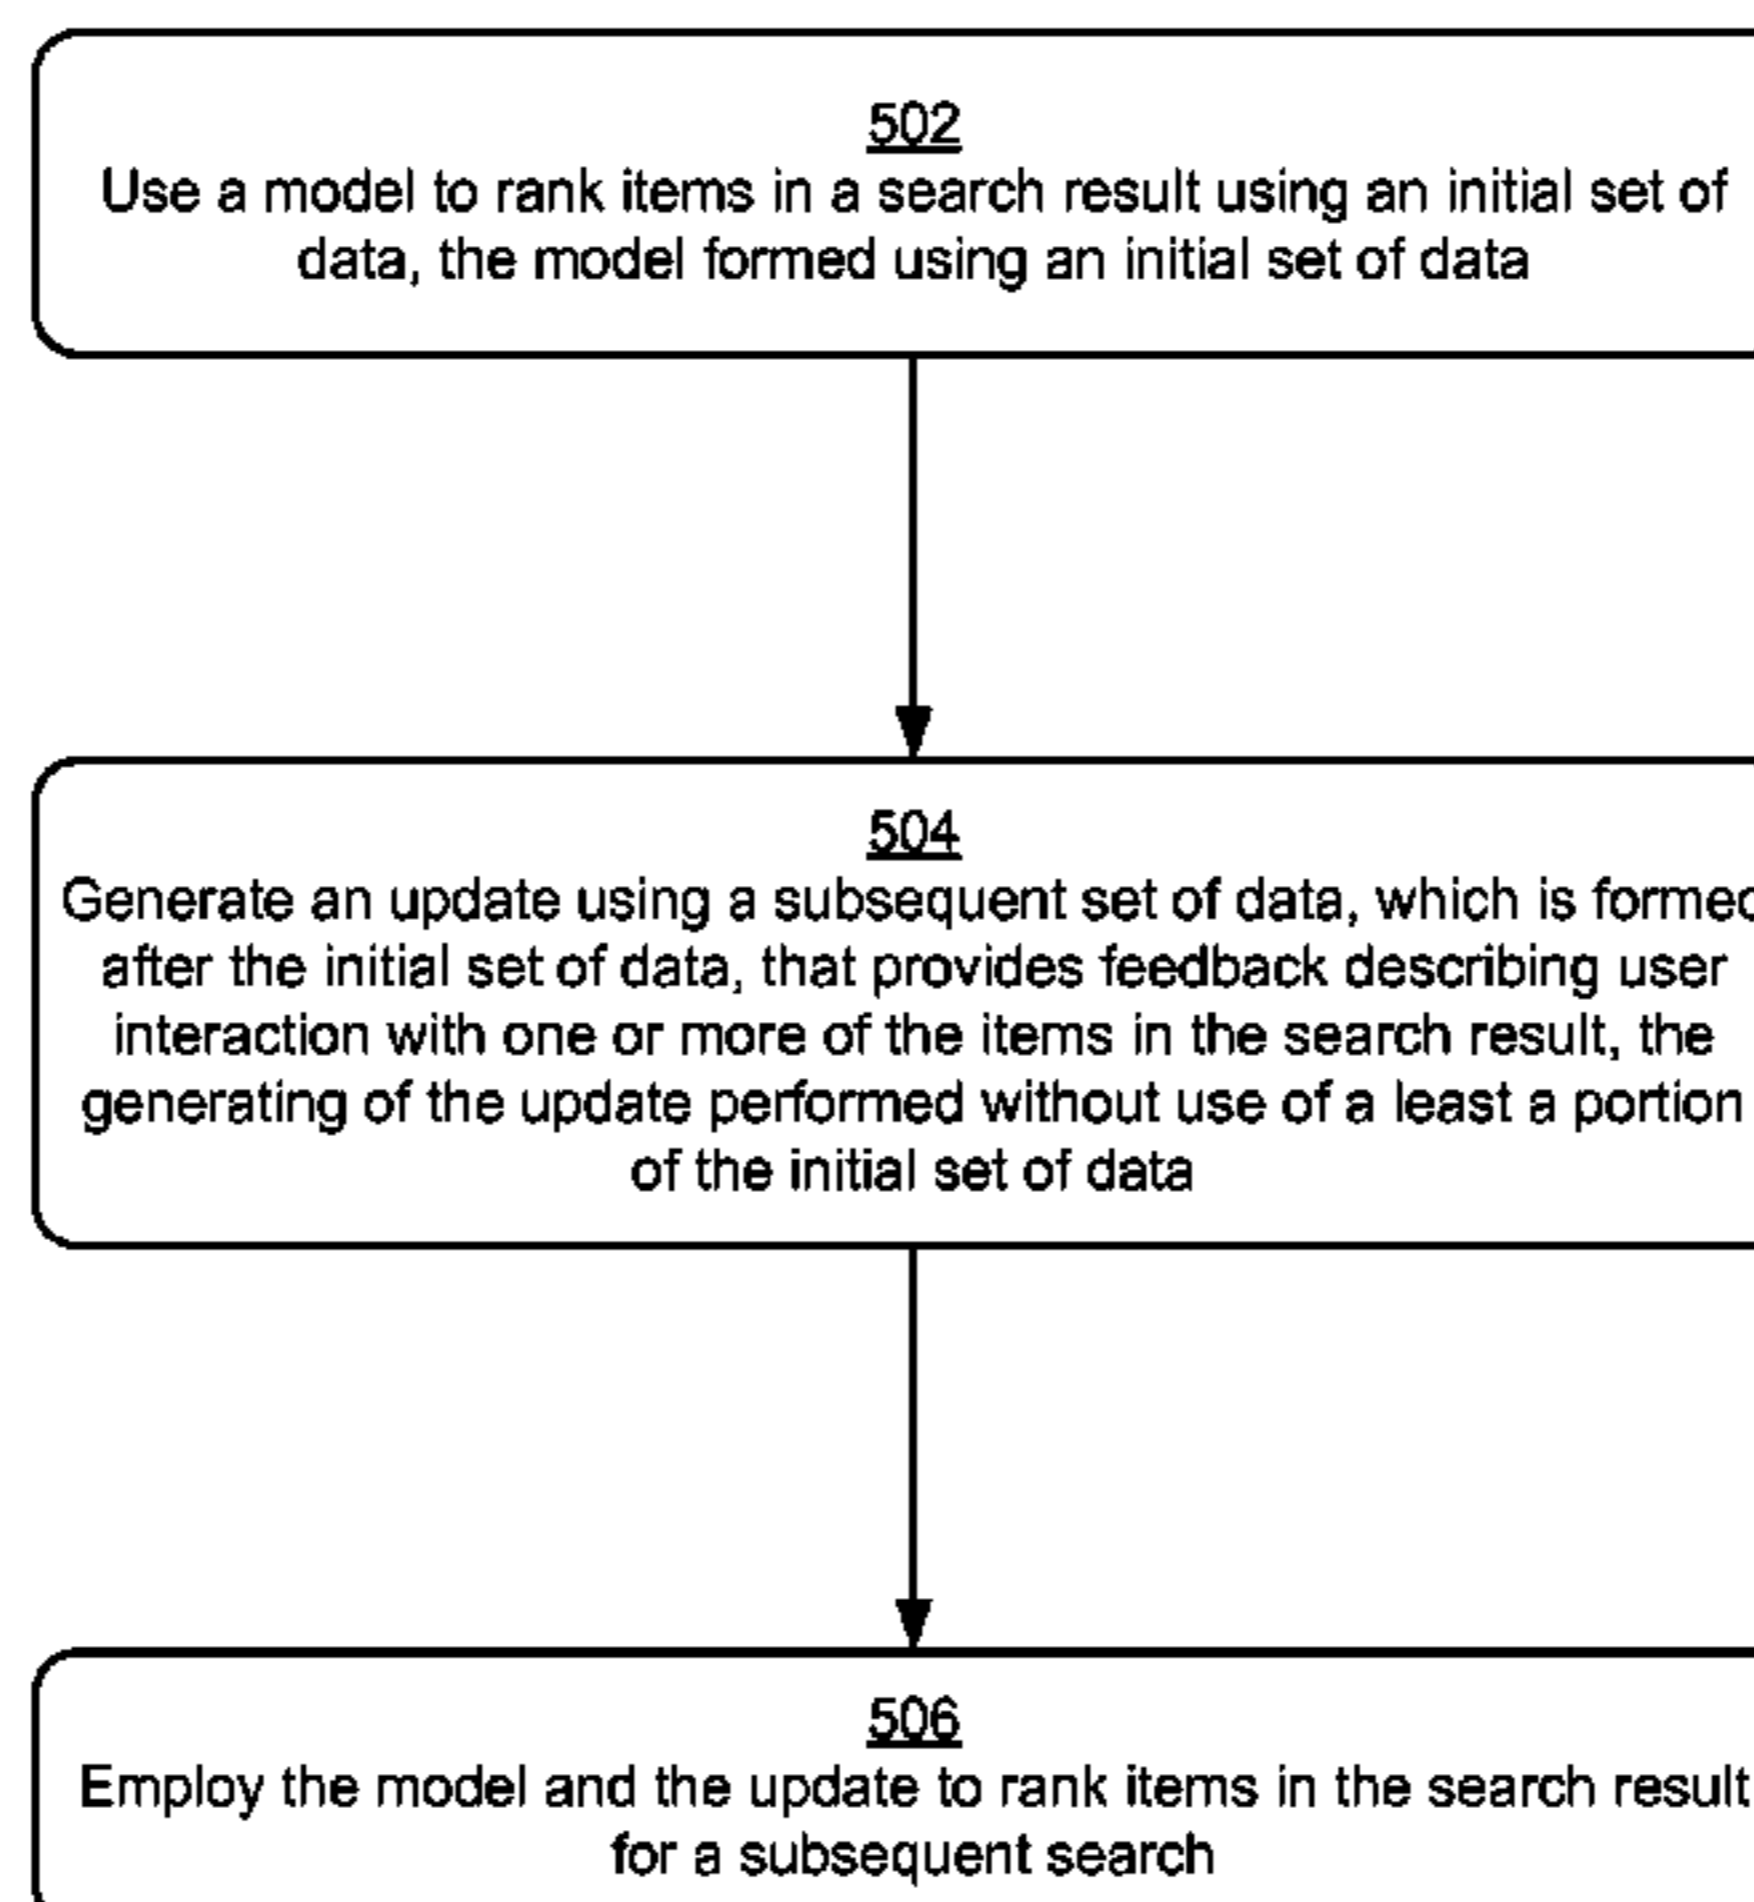 502
Use a model to rank items in a search result using an initial set of
data, the model formed using an initial set of data
504
Generate an update using a subsequent set of data, which is formed
after the initial set of data, that provides feedback describing user
interaction with one or more of the items in the search result, the
generating of the update performed without use of a least a portion
of the initial set of data
506
Employ the model and the update to rank items in the search result
for a subsequent search